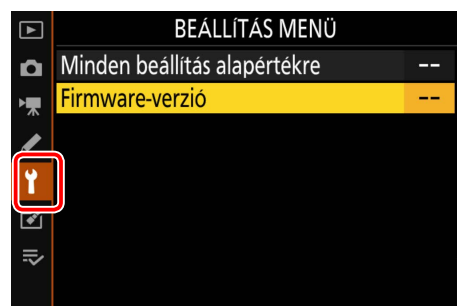 BEÁLLÍTÁS MENÜ
Minden beállítás alapértékre --
Firmware-verzió --